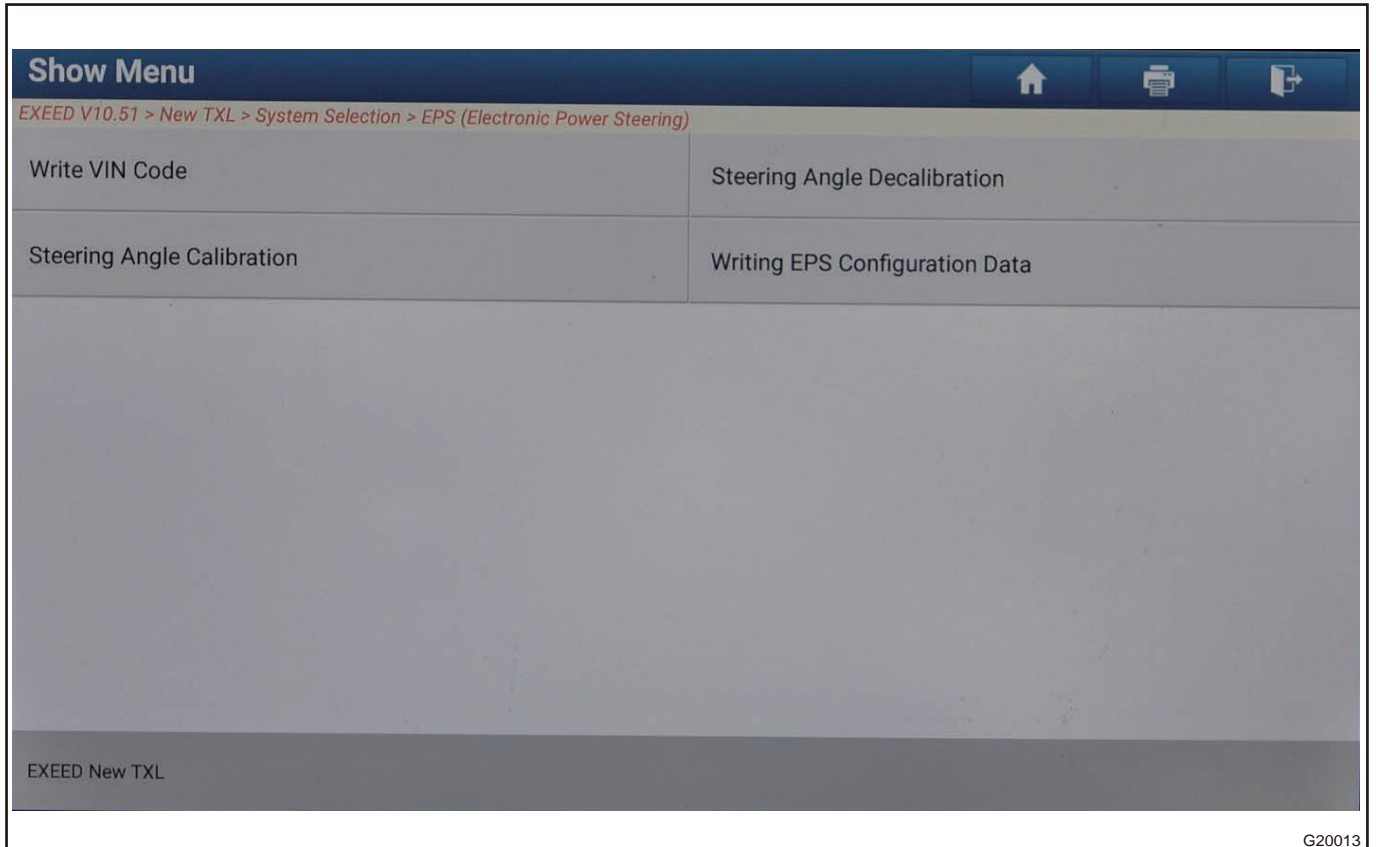 Show Menu
EXEED V10.51 > New TXL > System Selection > EPS (Electronic Power Steering)
Write VIN Code
Steering Angle Decalibration
Steering Angle Calibration
Writing EPS Configuration Data
EXEED New TXL
G20013